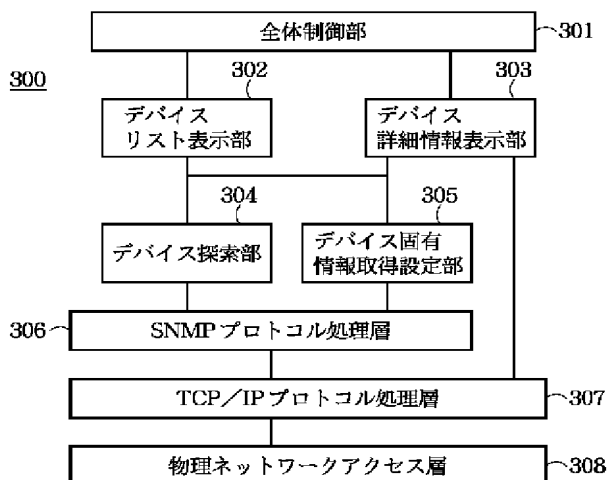 全体制御部
301
300
302
303
デバイス
リスト表示部
デバイス
詳細情報表示部
304
305
デバイス探索部
デバイス固有
情報取得設定部
306
SNMPプロトコル処理層
TCP/IPプロトコル処理層
307
物理ネットワークアクセス層
308